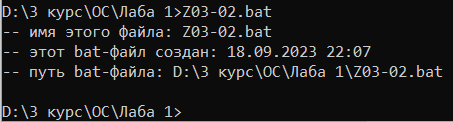 D:\3 курс\ОС\Лаба 1>Z03-02.bat
-- имя этого файла: Z03-02.bat
-- этот bat-файл создан: 18.09.2023 22:07
-- путь bat-файла: D:\3 курс\ОС\Лаба 1\Z03-02.bat
D:\3 курс\ОС\Лаба 1>